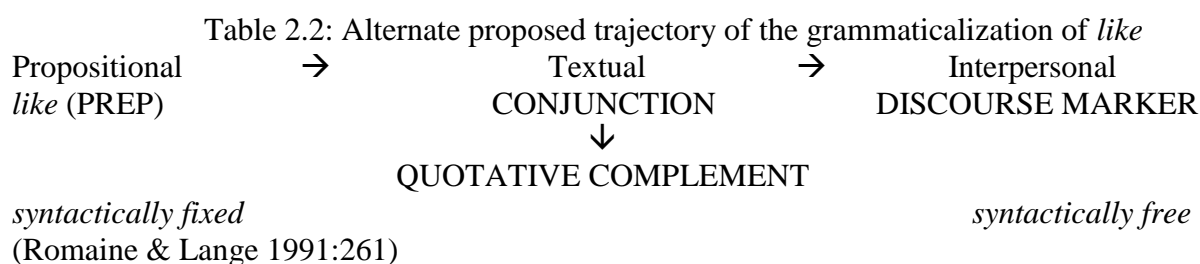 Table 2.2: Alternate proposed trajectory of the grammaticalization of like
Propositional → Textual → Interpersonal
like (PREP) CONJUNCTION DISCOURSE MARKER
↓
QUOTATIVE COMPLEMENT
syntactically fixed syntactically free
(Romaine & Lange 1991:261)